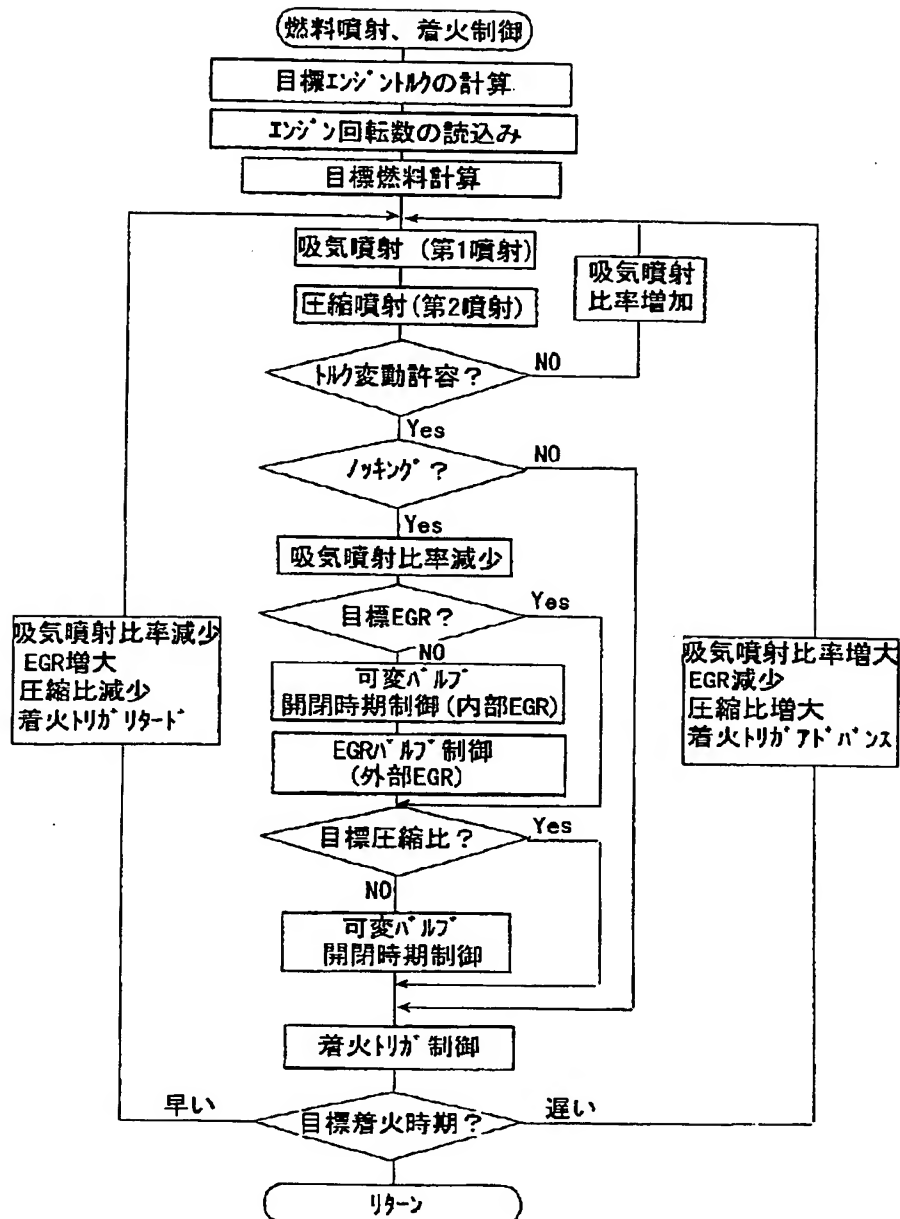 燃料噴射、着火制御
目標ｴﾝｼﾞﾝﾄﾙｸの計算
ｴﾝｼﾞﾝ回転数の読込み
目標燃料計算
吸気噴射 (第1噴射)
圧縮噴射(第2噴射)
吸気噴射
比率増加
ﾄﾙｸ変動許容？
NO
Yes
ﾉｯｷﾝｸﾞ？
NO
Yes
吸気噴射比率減少
目標EGR？
Yes
NO
可変ﾊﾞﾙﾌﾞ
開閉時期制御(内部EGR)
EGRﾊﾞﾙﾌﾞ制御
(外部EGR)
吸気噴射比率減少
EGR増大
圧縮比減少
着火ﾄﾘｶﾞﾘﾀｰﾄﾞ
吸気噴射比率増大
EGR減少
圧縮比増大
着火ﾄﾘｶﾞｱﾄﾞﾊﾞﾝｽ
目標圧縮比？
Yes
NO
可変ﾊﾞﾙﾌﾞ
開閉時期制御
着火ﾄﾘｶﾞ制御
早い
目標着火時期？
遅い
ﾘﾀｰﾝ